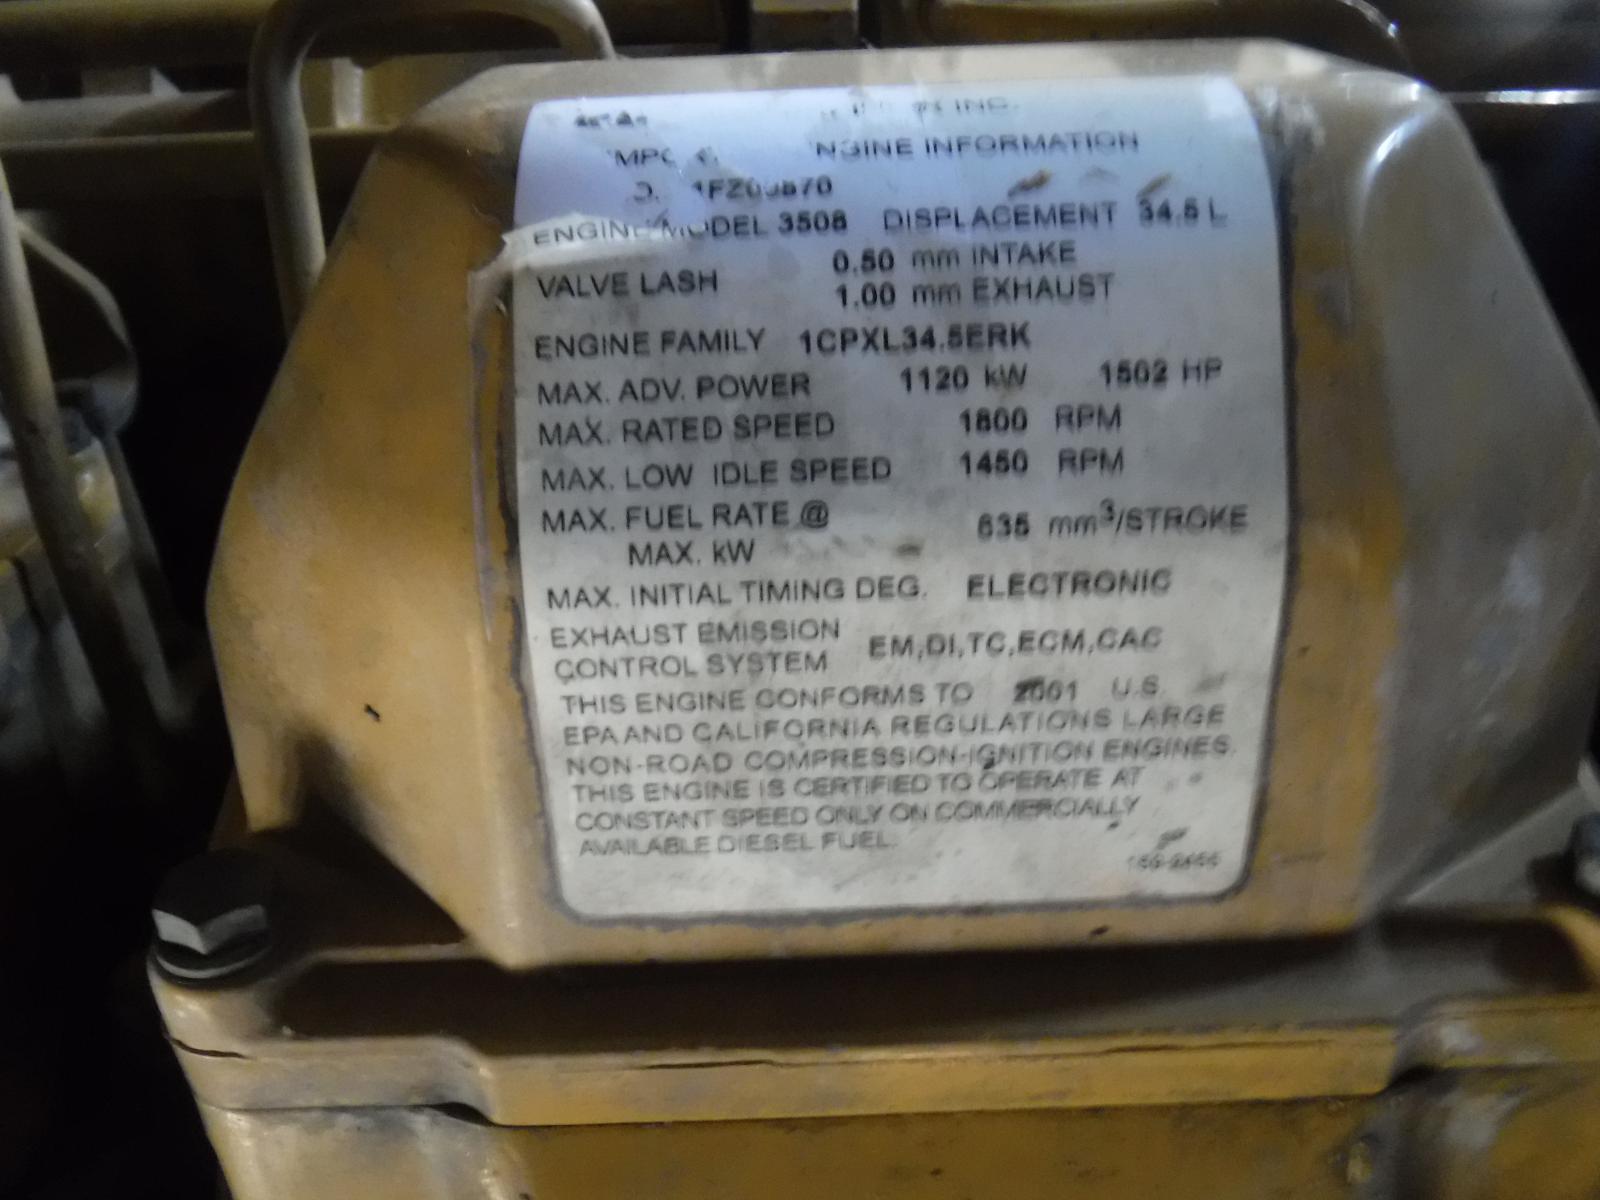 INC.
ENGINE INFORMATION
ENGINE MODEL 3508 DISPLACEMENT 34.5 L
VALVE LASH 0.50 mm INTAKE
1.00 mm EXHAUST
ENGINE FAMILY 1CPXL34.5ERK
MAX. ADV. POWER 1120 kW 1502 HP
MAX. RATED SPEED 1800 RPM
MAX. LOW IDLE SPEED 1450 RPM
MAX. FUEL RATE @ 635 mm³/STROKE
MAX. kW
MAX. INITIAL TIMING DEG. ELECTRONIC
EXHAUST EMISSION
CONTROL SYSTEM EM,DI,TC,ECM,CAC
THIS ENGINE CONFORMS TO 2001 U.S.
EPA AND CALIFORNIA REGULATIONS LARGE
NON-ROAD COMPRESSION-IGNITION ENGINES.
THIS ENGINE IS CERTIFIED TO OPERATE AT
CONSTANT SPEED ONLY ON COMMERCIALLY
AVAILABLE DIESEL FUEL.